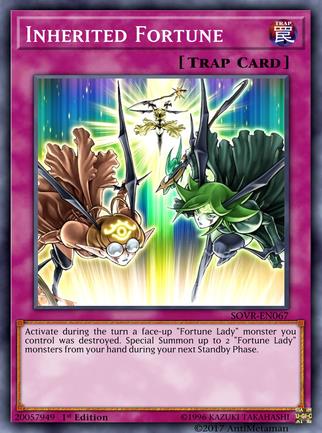 Inherited Fortune
TRAP
罠
[Trap Card]
SOVR-EN067
Activate during the turn a face-up "Fortune Lady" monster you
control was destroyed. Special Summon up to 2 "Fortune Lady"
monsters from your hand during your next Standby Phase.
20057949
1st Edition
©1996 KAZUKI TAKAHASHI
©2017 AntiMetaman